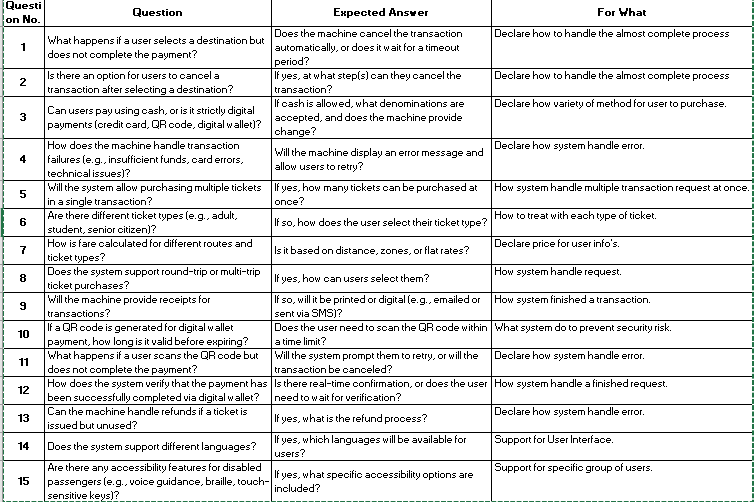 Questi
on No.
Question
Expected Answer
For What
1
What happens if a user selects a destination but
does not complete the payment?
Does the machine cancel the transaction
automatically, or does it wait for a timeout
period?
Declare how to handle the almost complete process
2
Is there an option for users to cancel a
transaction after selecting a destination?
If yes, at what step(s) can they cancel the
transaction?
Declare how to handle the almost complete process
3
Can users pay using cash, or is it strictly digital
payments (credit card, QR code, digital wallet)?
If cash is allowed, what denominations are
accepted, and does the machine provide
change?
Declare how variety of method for user to purchase.
4
How does the machine handle transaction
failures (e.g., insufficient funds, card errors,
technical issues)?
Will the machine display an error message and
allow users to retry?
Declare how system handle error.
5
Will the system allow purchasing multiple tickets
in a single transaction?
If yes, how many tickets can be purchased at
once?
How system handle multiple transaction request at once.
6
Are there different ticket types (e.g., adult,
student, senior citizen)?
If so, how does the user select their ticket type?
How to treat with each type of ticket.
7
How is fare calculated for different routes and
ticket types?
Is it based on distance, zones, or flat rates?
Declare price for user info's.
8
Does the system support round-trip or multi-trip
ticket purchases?
If yes, how can users select them?
How system handle request.
9
Will the machine provide receipts for
transactions?
If so, will it be printed or digital (e.g., emailed or
sent via SMS)?
How system finished a transaction.
10
If a QR code is generated for digital wallet
payment, how long is it valid before expiring?
Does the user need to scan the QR code within
a time limit?
What system do to prevent security risk.
11
What happens if a user scans the QR code but
does not complete the payment?
Will the system prompt them to retry, or will the
transaction be canceled?
Declare how system handle error.
12
How does the system verify that the payment has
been successfully completed via digital wallet?
Is there real-time confirmation, or does the user
need to wait for verification?
How system handle a finished request.
13
Can the machine handle refunds if a ticket is
issued but unused?
If yes, what is the refund process?
Declare how system handle error.
14
Does the system support different languages?
If yes, which languages will be available for
users?
Support for User Interface.
15
Are there any accessibility features for disabled
passengers (e.g., voice guidance, braille, touch-
sensitive keys)?
If yes, what specific accessibility options are
included?
Support for specific group of users.